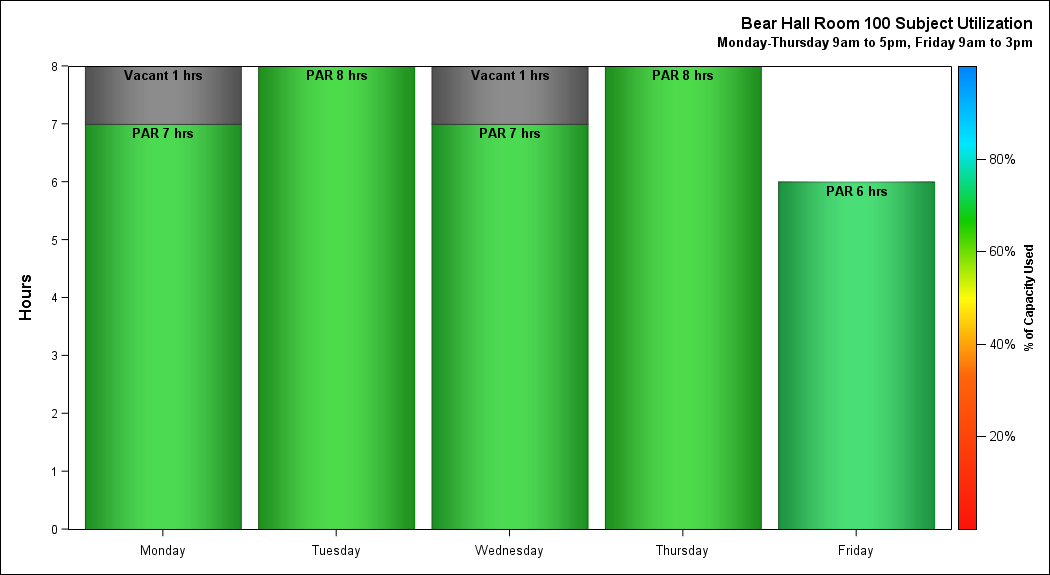 Bear Hall Room 100 Subject Utilization
Monday-Thursday 9am to 5pm, Friday 9am to 3pm
Hours
8
7
6
5
4
3
2
1
0
Vacant 1 hrs
PAR 7 hrs
PAR 8 hrs
Vacant 1 hrs
PAR 7 hrs
PAR 8 hrs
PAR 6 hrs
Monday
Tuesday
Wednesday
Thursday
Friday
80%
60%
40%
20%
% of Capacity Used